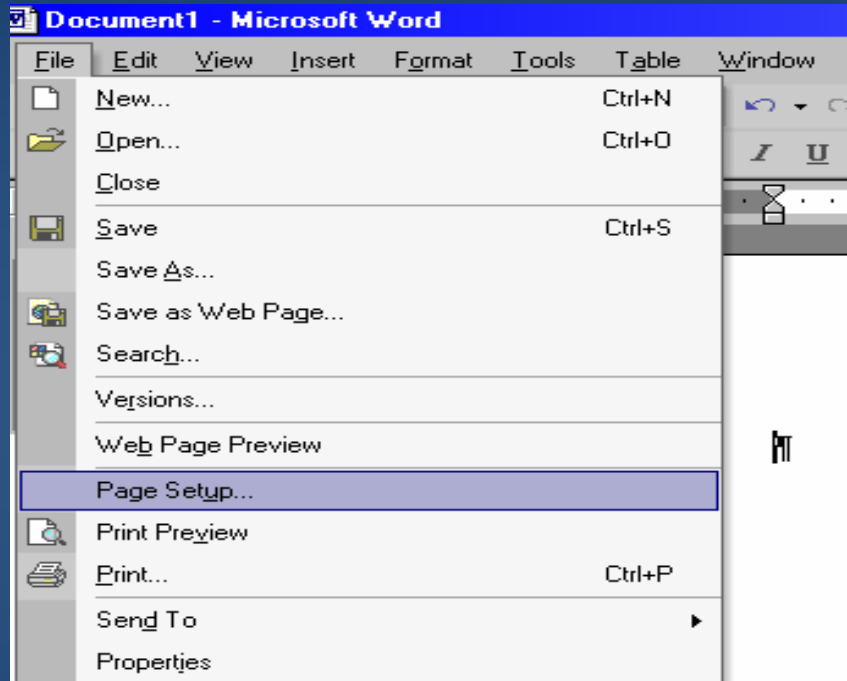 Document1 - Microsoft Word
File Edit View Insert Format Tools Table Window
New... Ctrl+N
Open... Ctrl+O
Close
I U
Save Ctrl+S
Save As...
Save as Web Page...
Search...
Versions...
Web Page Preview
¶
Page Setup...
Print Preview
Print... Ctrl+P
Send To
Properties